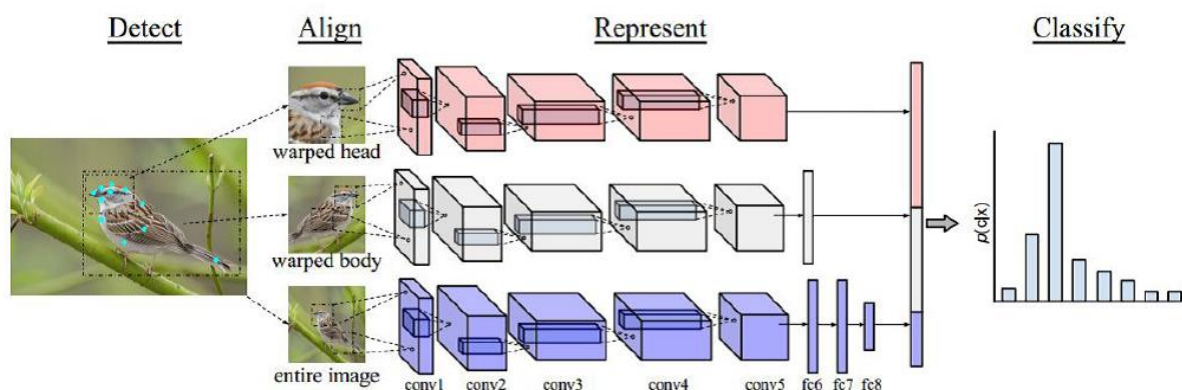 Detect
Align
Represent
Classify
warped head
warped body
entire image
conv1 conv2 conv3 conv4 conv5 fc6 fc7 fc8
p(c|x)